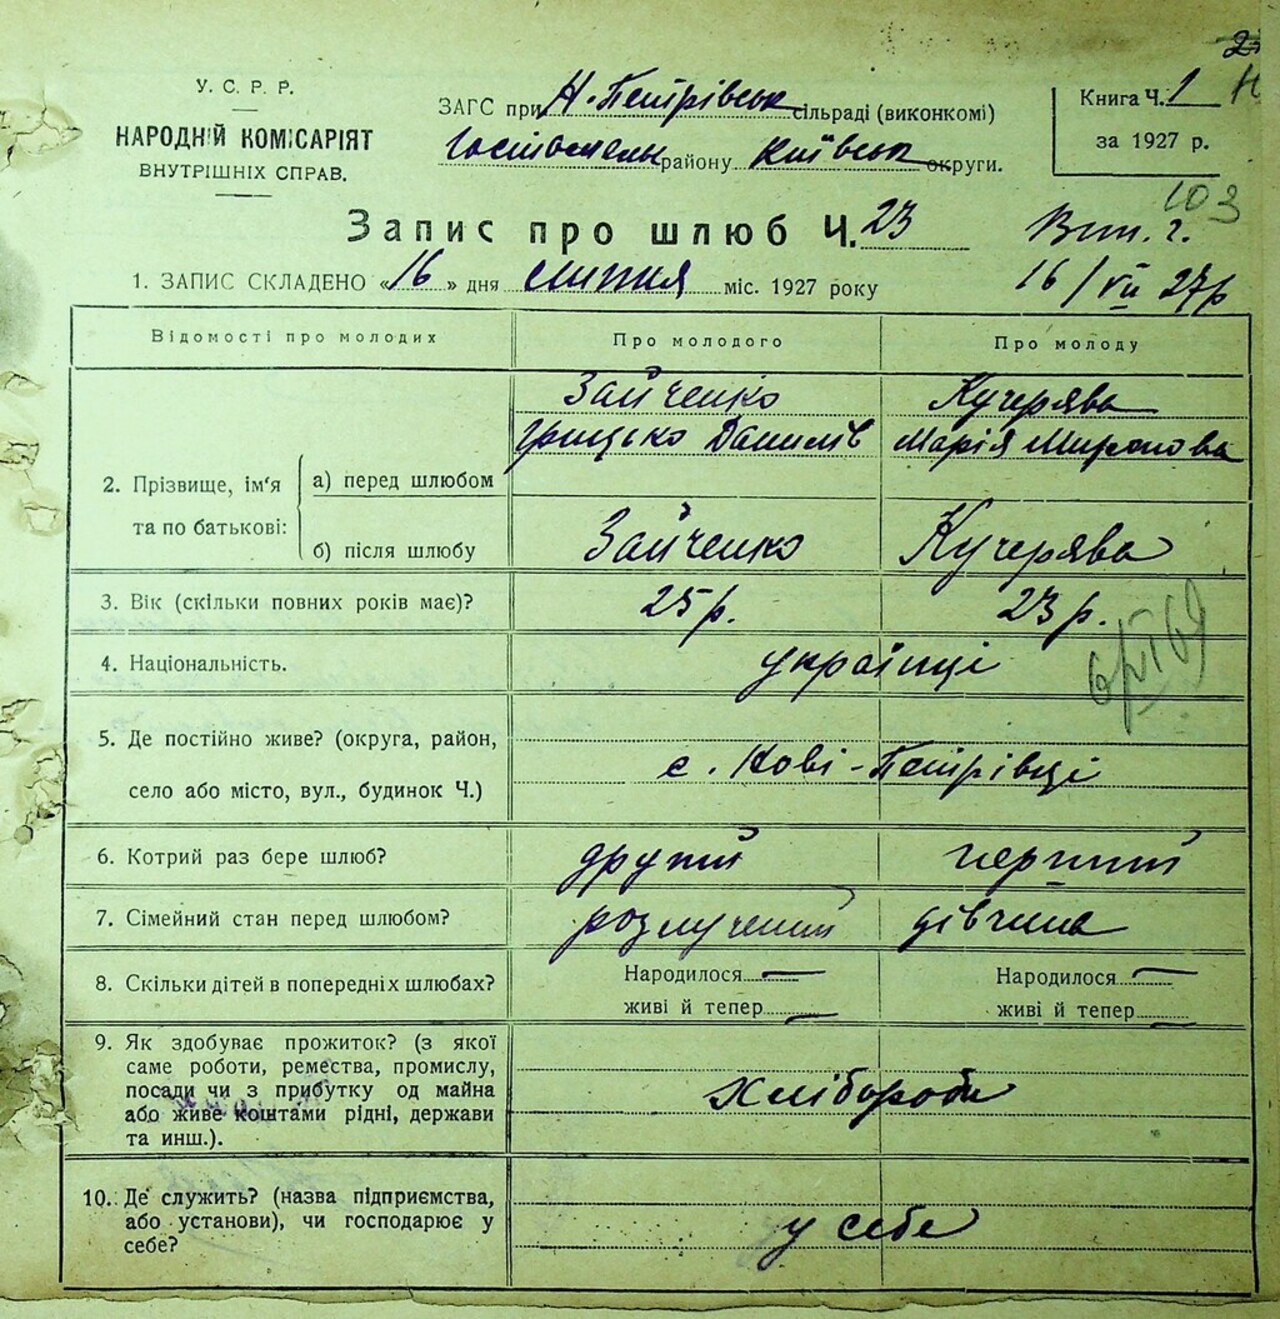 У. С. Р. Р.
НАРОДНІЙ КОМІСАРІЯТ
ВНУТРІШНІХ СПРАВ.
ЗАГС при Н-Петрівськ сільраді (виконкомі)
Гостомельск району Київськ округи.
Книга Ч. 1
за 1927 р.
103
Запис про шлюб Ч. 23
Вип. г.
1. ЗАПИС СКЛАДЕНО «16» дня липня міс. 1927 року
16/VII 27р
Відомості про молодих Про молодого Про молоду
2. Прізвище, ім'я та по батькові:
а) перед шлюбом
Зайченко Кучерява
Грицько Данилів Марія Миронова
б) після шлюбу Зайченко Кучерява
3. Вік (скільки повних років має)? 25 р. 23 р.
4. Національність. українці
5. Де постійно живе? (округа, район,
село або місто, вул., будинок Ч.)
с. Нові-Петрівці
6. Котрий раз бере шлюб? другий перший
7. Сімейний стан перед шлюбом? розлучений дівчина
8. Скільки дітей в попередніх шлюбах? Народилося — Народилося —
живі й тепер — живі й тепер —
9. Як здобуває прожиток? (з якої
саме роботи, ремества, промислу,
посади чи з прибутку од майна
або живе коштами рідні, держави
та инш.).
хлібороби
10. Де служить? (назва підприємства,
або установи), чи господарює у
себе?
у себе